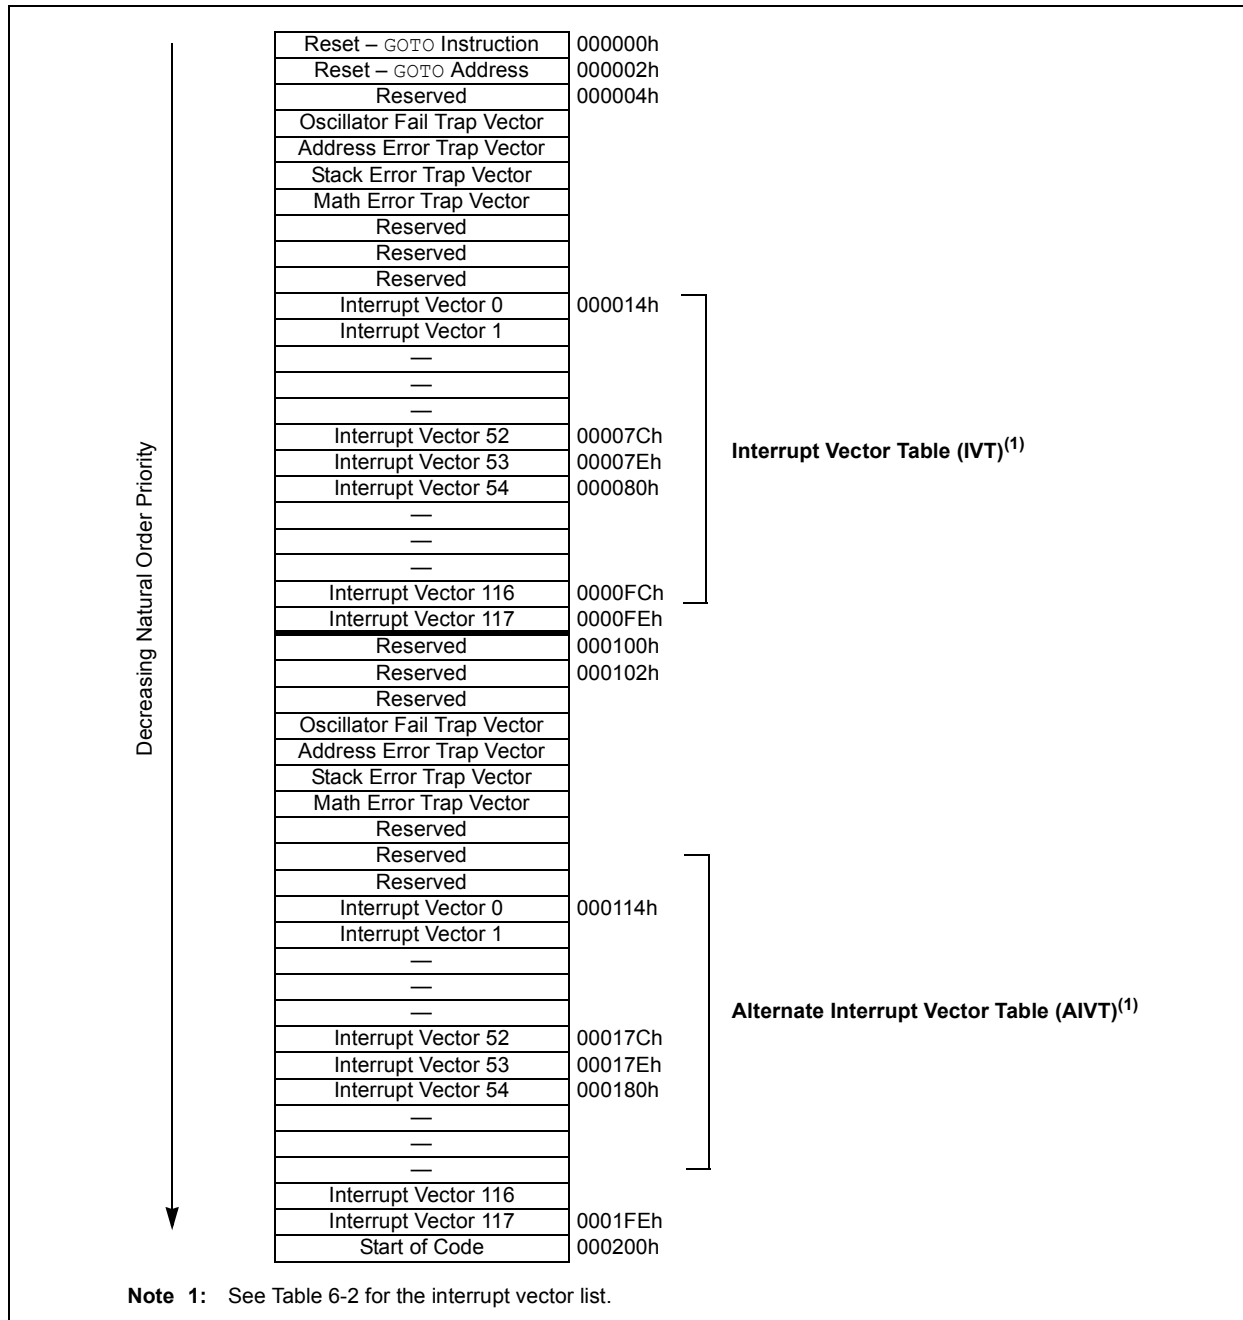 Reset – GOTO Instruction 000000h
Reset – GOTO Address 000002h
Reserved 000004h
Oscillator Fail Trap Vector
Address Error Trap Vector
Stack Error Trap Vector
Math Error Trap Vector
Reserved
Reserved
Reserved
Interrupt Vector 0 000014h
Interrupt Vector 1
—
—
—
Interrupt Vector 52 00007Ch
Interrupt Vector 53 00007Eh
Interrupt Vector 54 000080h
—
—
—
Interrupt Vector 116 0000FCh
Interrupt Vector 117 0000FEh
Interrupt Vector Table (IVT)(1)
Decreasing Natural Order Priority
Reserved 000100h
Reserved 000102h
Reserved
Oscillator Fail Trap Vector
Address Error Trap Vector
Stack Error Trap Vector
Math Error Trap Vector
Reserved
Reserved
Reserved
Interrupt Vector 0 000114h
Interrupt Vector 1
—
—
—
Interrupt Vector 52 00017Ch
Interrupt Vector 53 00017Eh
Interrupt Vector 54 000180h
—
—
—
Interrupt Vector 116
Interrupt Vector 117 0001FEh
Start of Code 000200h
Alternate Interrupt Vector Table (AIVT)(1)
Note 1: See Table 6-2 for the interrupt vector list.